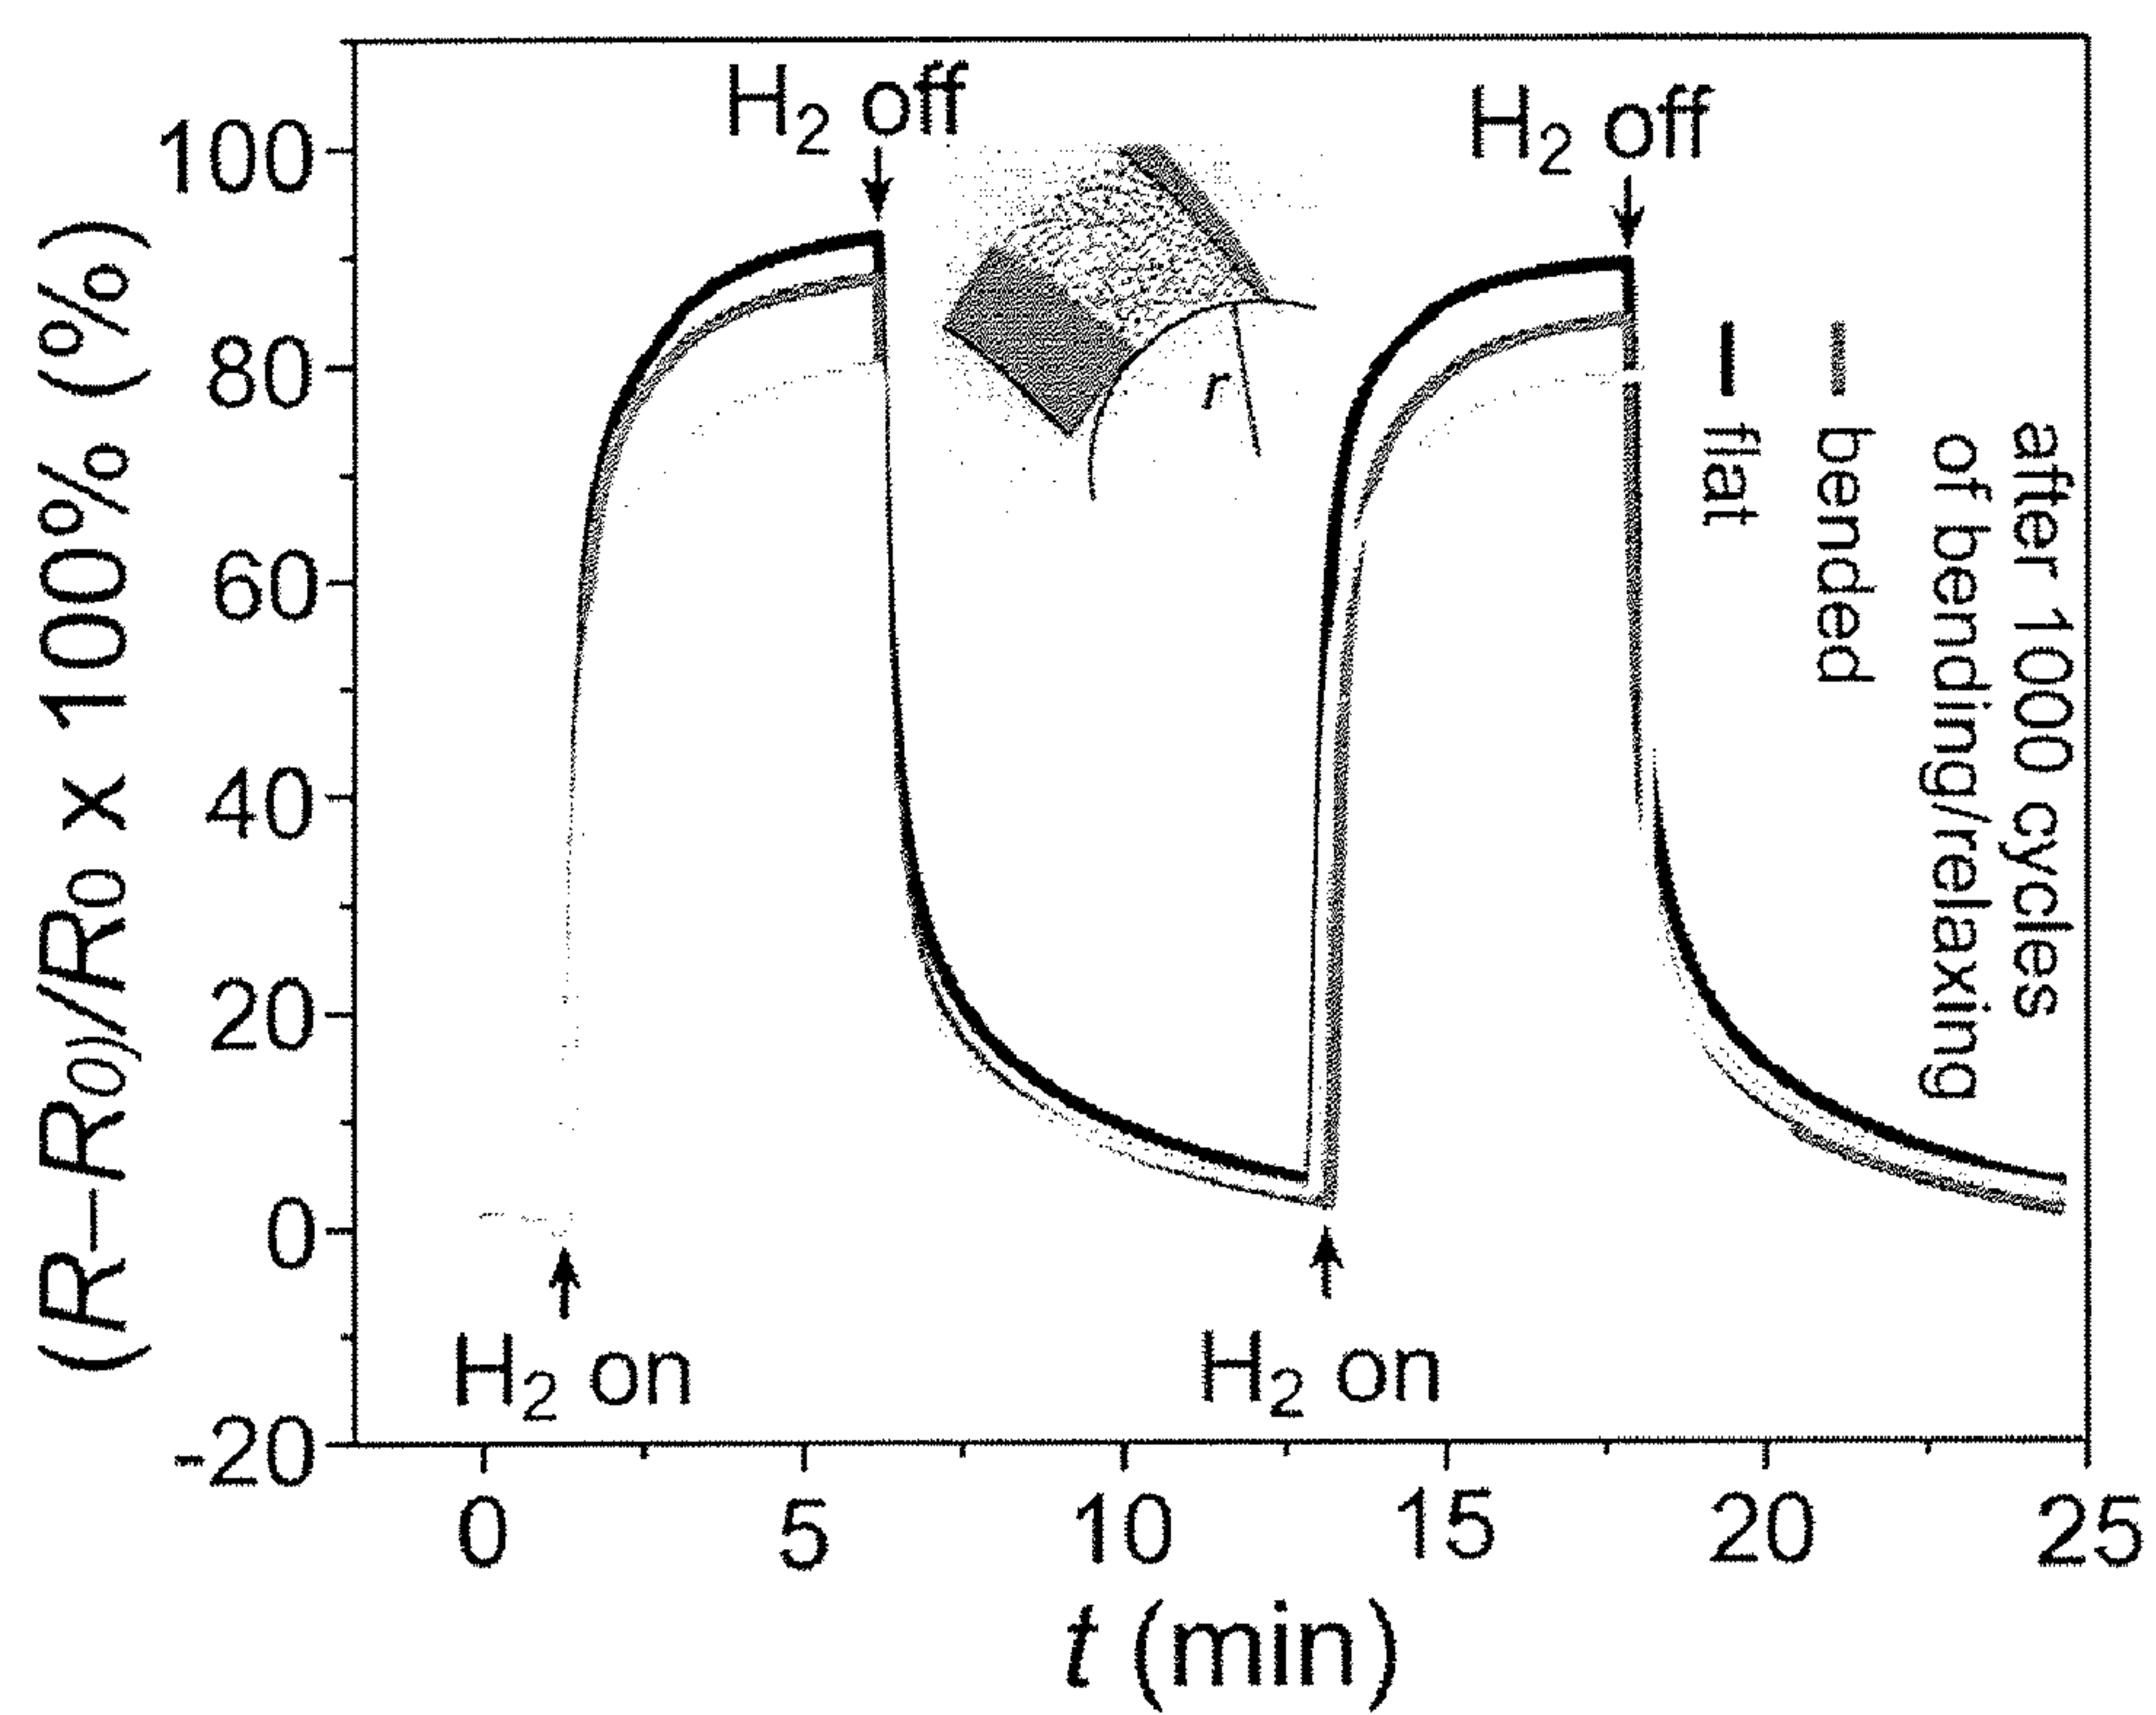 (R–R0)/R0 x 100% (%)
100
80
60
40
20
0
-20
H2 off
H2 off
r
flat
bended
after 1000 cycles
of bending/relaxing
H2 on
H2 on
0
5
10
15
20
25
t (min)